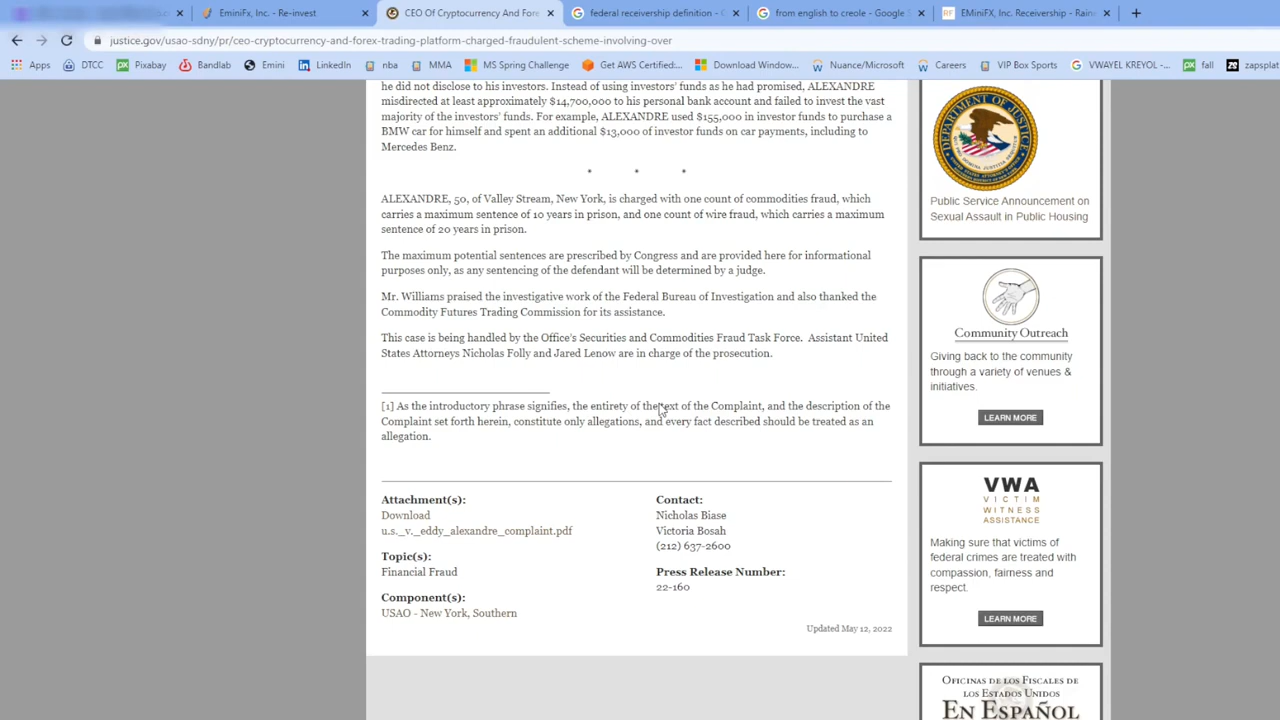 EminiFx, Inc. - Re-invest
CEO Of Cryptocurrency And Fore
federal receivership definition - G
from english to creole - Google S
EMiniFX, Inc. Receivership - Rain
justice.gov/usao-sdny/pr/ceo-cryptocurrency-and-forex-trading-platform-charged-fraudulent-scheme-involving-over
Apps DTCC Pixabay Bandlab Emini LinkedIn nba MMA MS Spring Challenge Get AWS Certified:... Download Window... Nuance/Microsoft Careers VIP Box Sports VWAYEL KREYOL -... fall zapsplat
he did not disclose to his investors. Instead of using investors' funds as he had promised, ALEXANDRE
misdirected at least approximately $14,700,000 to his personal bank account and failed to invest the vast
majority of the investors' funds. For example, ALEXANDRE used $155,000 in investor funds to purchase a
BMW car for himself and spent an additional $13,000 of investor funds on car payments, including to
Mercedes Benz.
* * *
ALEXANDRE, 50, of Valley Stream, New York, is charged with one count of commodities fraud, which
carries a maximum sentence of 10 years in prison, and one count of wire fraud, which carries a maximum
sentence of 20 years in prison.
The maximum potential sentences are prescribed by Congress and are provided here for informational
purposes only, as any sentencing of the defendant will be determined by a judge.
Mr. Williams praised the investigative work of the Federal Bureau of Investigation and also thanked the
Commodity Futures Trading Commission for its assistance.
This case is being handled by the Office's Securities and Commodities Fraud Task Force. Assistant United
States Attorneys Nicholas Folly and Jared Lenow are in charge of the prosecution.
[1] As the introductory phrase signifies, the entirety of the text of the Complaint, and the description of the
Complaint set forth herein, constitute only allegations, and every fact described should be treated as an
allegation.
Attachment(s):
Download
u.s._v._eddy_alexandre_complaint.pdf
Topic(s):
Financial Fraud
Component(s):
USAO - New York, Southern
Contact:
Nicholas Biase
Victoria Bosah
(212) 637-2600
Press Release Number:
22-160
Updated May 12, 2022
Public Service Announcement on
Sexual Assault in Public Housing
Community Outreach
Giving back to the community
through a variety of venues &
initiatives.
LEARN MORE
VWA
VICTIM
WITNESS
ASSISTANCE
Making sure that victims of
federal crimes are treated with
compassion, fairness and
respect.
LEARN MORE
Oficinas de los Fiscales de
los Estados Unidos
En Español